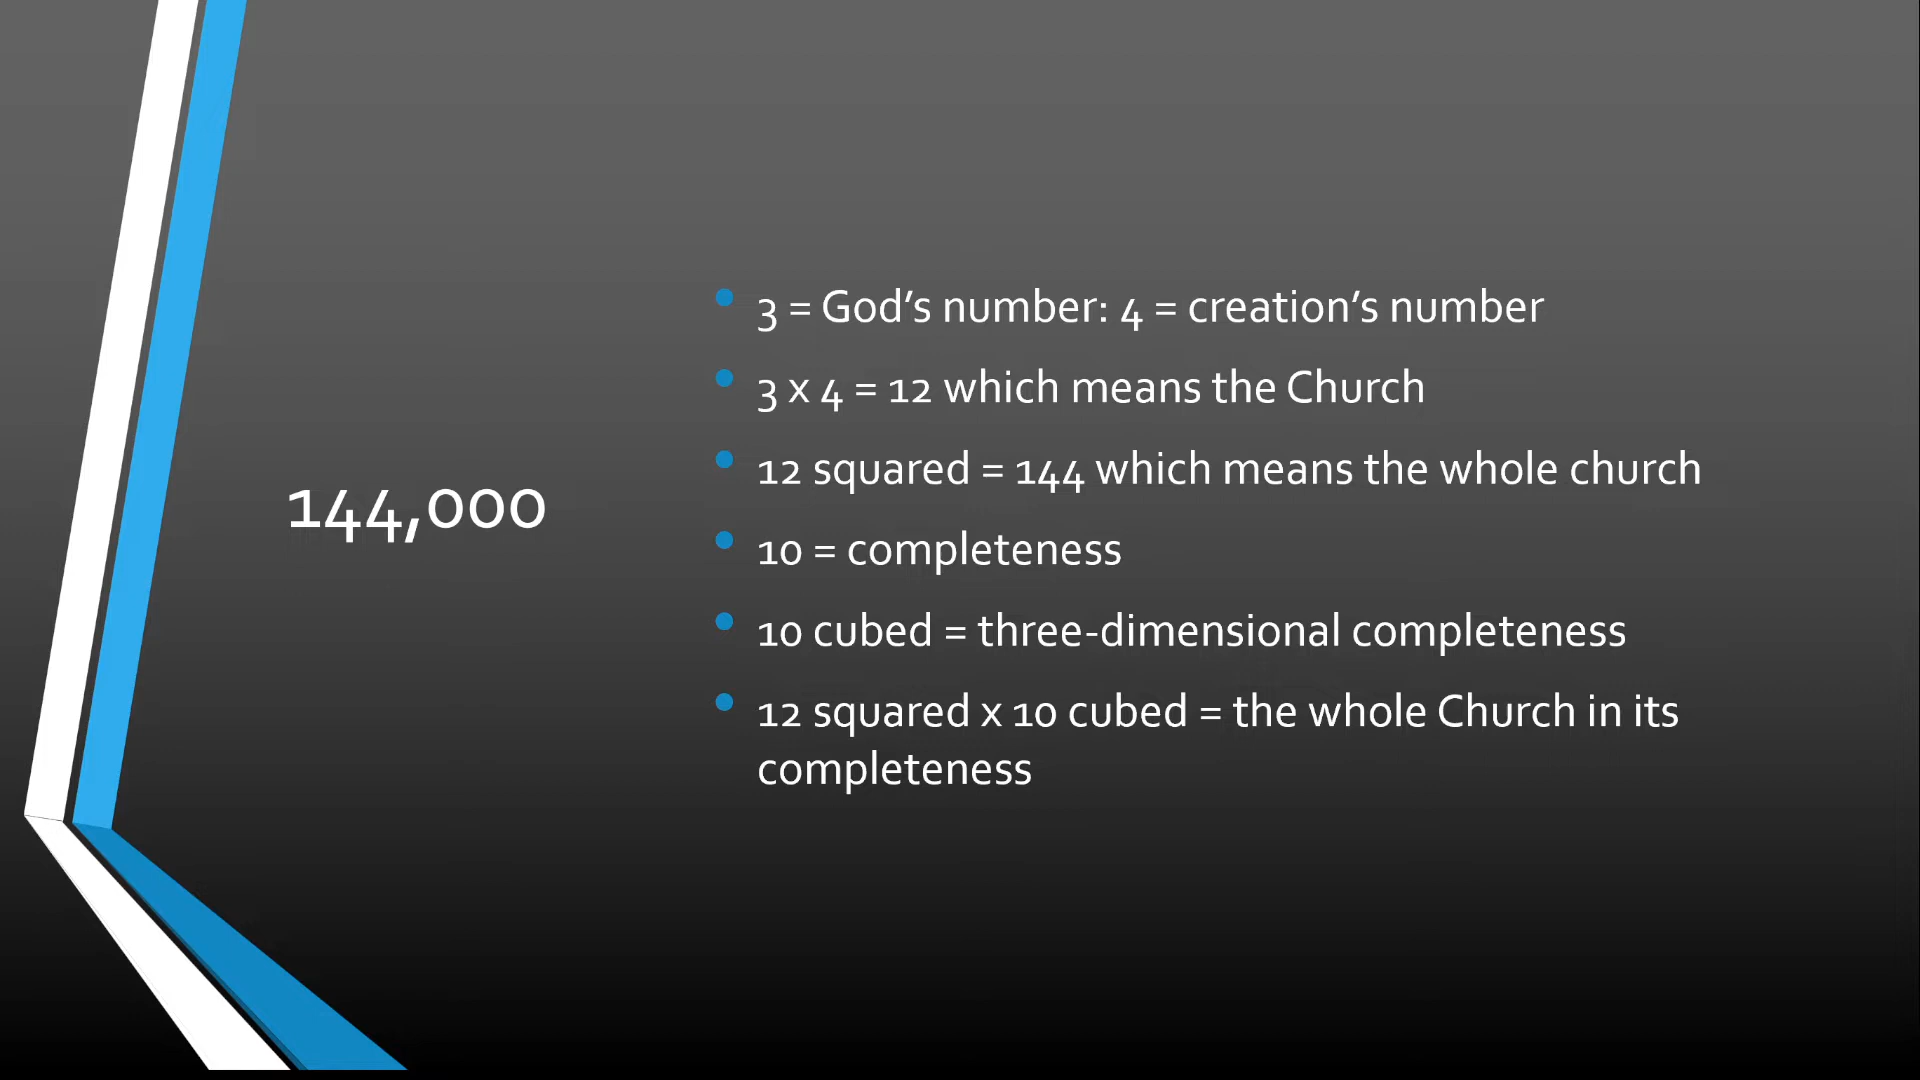 144,000
3 = God’s number: 4 = creation’s number
3 x 4 = 12 which means the Church
12 squared = 144 which means the whole church
10 = completeness
10 cubed = three-dimensional completeness
12 squared x 10 cubed = the whole Church in its
completeness